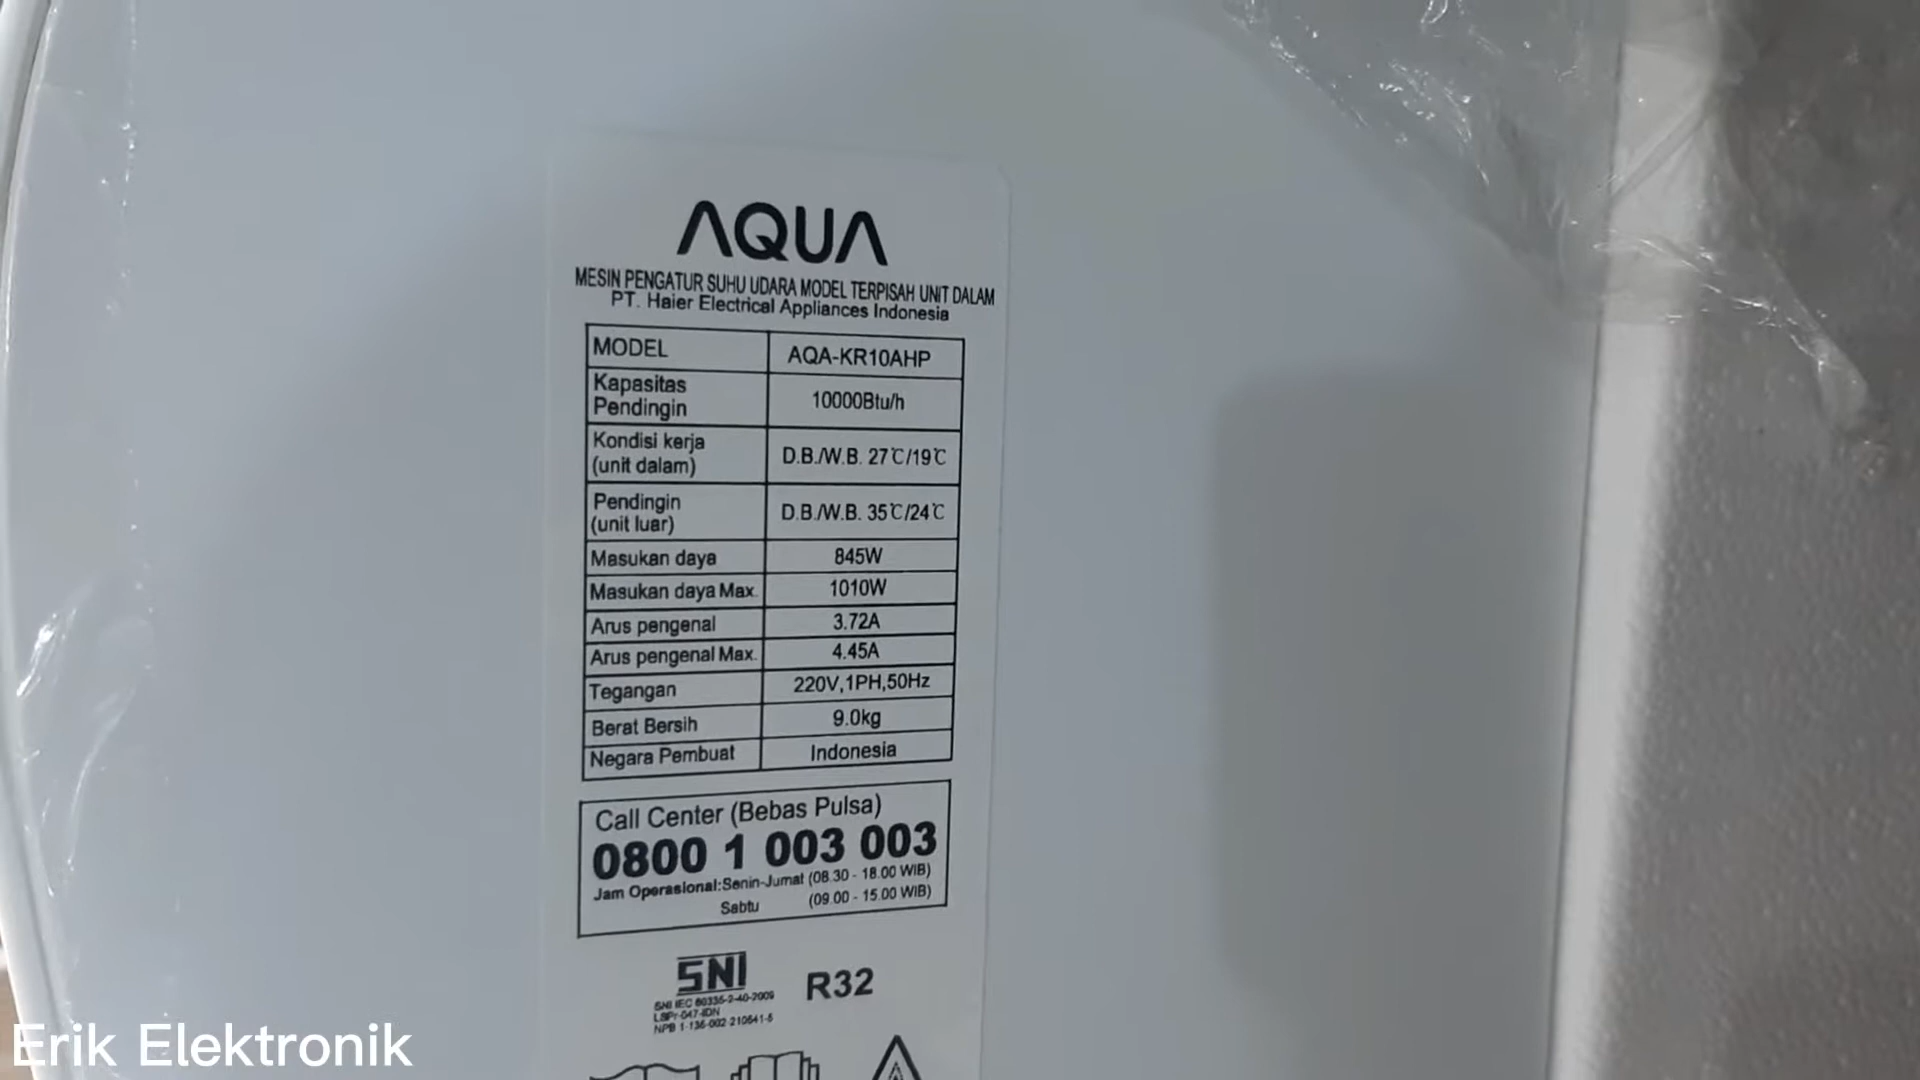 AQUA
MESIN PENGATUR SUHU UDARA MODEL TERPISAH UNIT DALAM
PT. Haier Electrical Appliances Indonesia
MODEL AQA-KR10AHP
Kapasitas
Pendingin 10000Btu/h
Kondisi kerja
(unit dalam) D.B./W.B. 27℃/19℃
Pendingin
(unit luar) D.B./W.B. 35℃/24℃
Masukan daya 845W
Masukan daya Max. 1010W
Arus pengenal 3.72A
Arus pengenal Max. 4.45A
Tegangan 220V,1PH,50Hz
Berat Bersih 9.0kg
Negara Pembuat Indonesia
Call Center (Bebas Pulsa)
0800 1 003 003
Jam Operasional:Senin-Jumat (08.30 - 18.00 WIB)
Sabtu (09.00 - 15.00 WIB)
SNI
R32
SNI IEC 60335-2-40-2009
LSPr-047-IDN
NPB 1-136-002-210641-5
Erik Elektronik